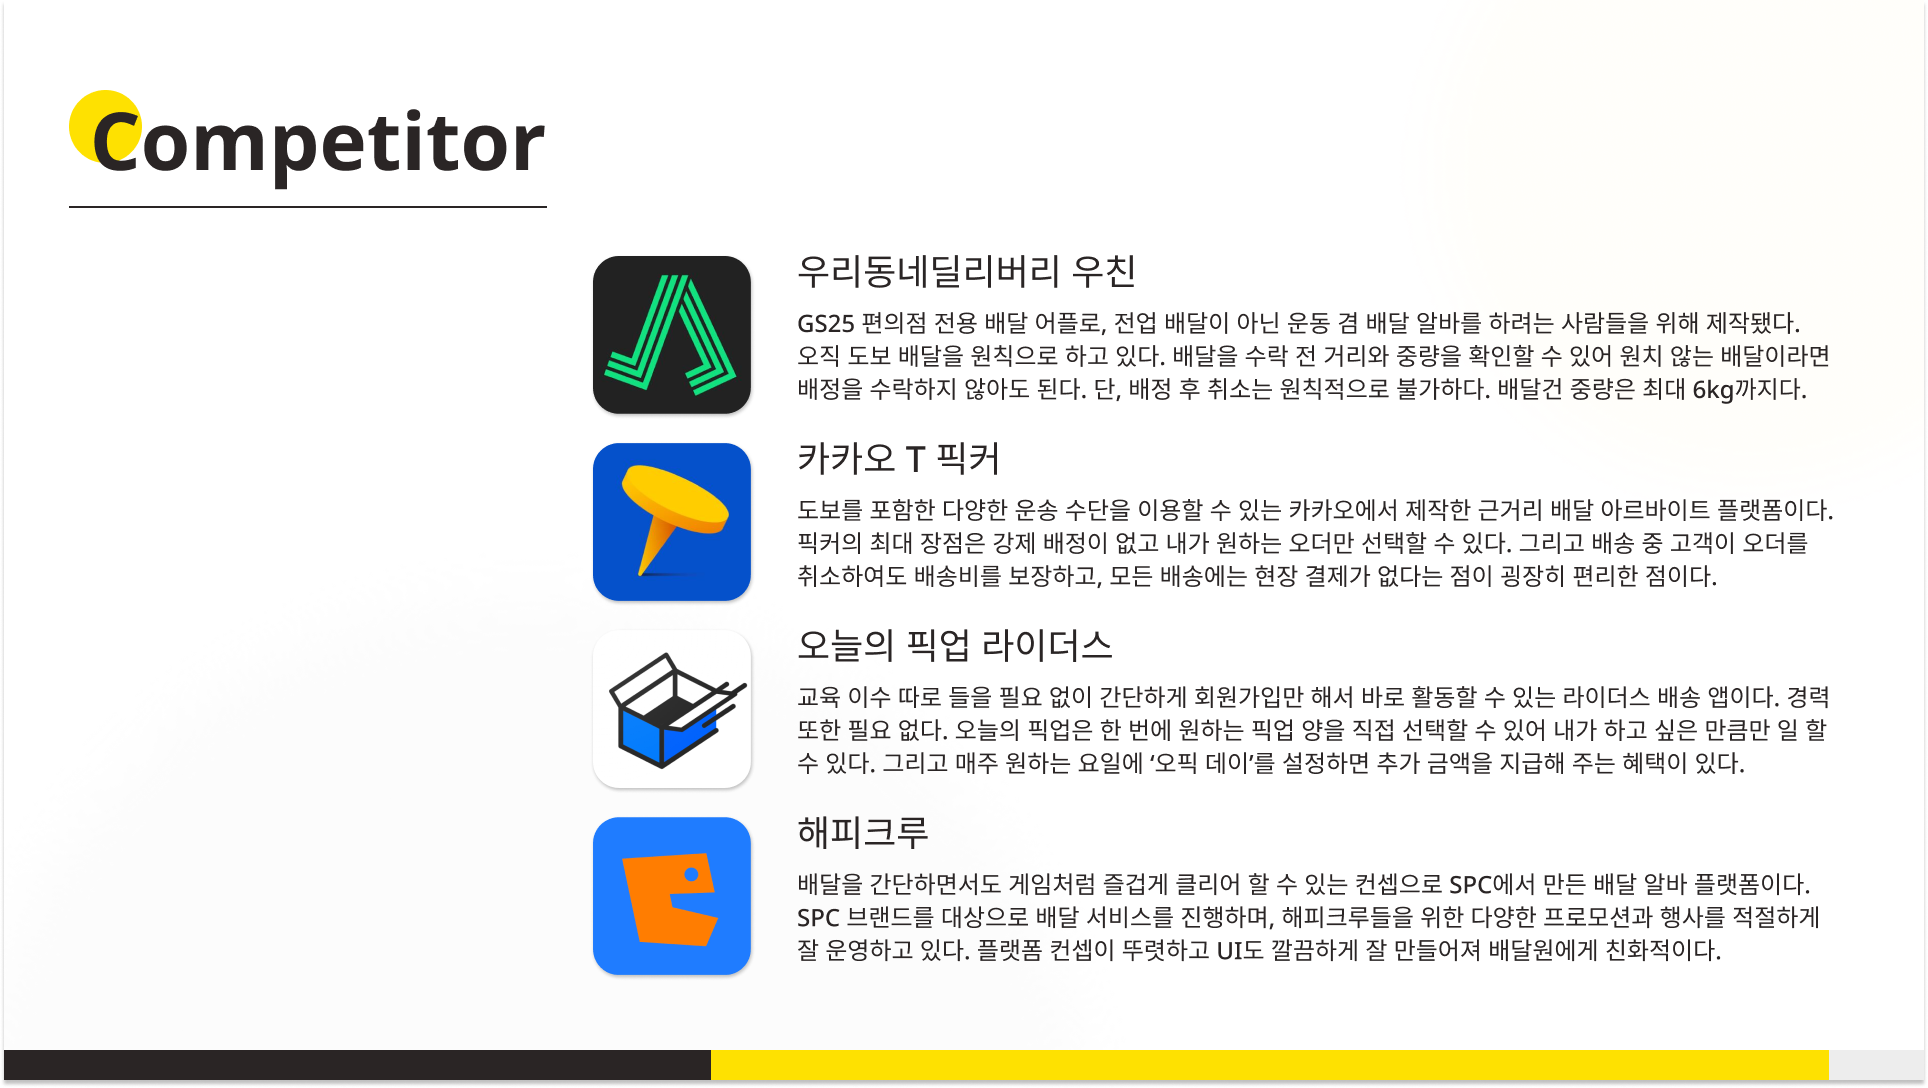 Competitor
우리동네딜리버리 우친
GS25 편의점 전용 배달 어플로, 전업 배달이 아닌 운동 겸 배달 알바를 하려는 사람들을 위해 제작됐다.
오직 도보 배달을 원칙으로 하고 있다. 배달을 수락 전 거리와 중량을 확인할 수 있어 원치 않는 배달이라면
배정을 수락하지 않아도 된다. 단, 배정 후 취소는 원칙적으로 불가하다. 배달건 중량은 최대 6kg까지다.
카카오 T 픽커
도보를 포함한 다양한 운송 수단을 이용할 수 있는 카카오에서 제작한 근거리 배달 아르바이트 플랫폼이다.
픽커의 최대 장점은 강제 배정이 없고 내가 원하는 오더만 선택할 수 있다. 그리고 배송 중 고객이 오더를
취소하여도 배송비를 보장하고, 모든 배송에는 현장 결제가 없다는 점이 굉장히 편리한 점이다.
오늘의 픽업 라이더스
교육 이수 따로 들을 필요 없이 간단하게 회원가입만 해서 바로 활동할 수 있는 라이더스 배송 앱이다. 경력
또한 필요 없다. 오늘의 픽업은 한 번에 원하는 픽업 양을 직접 선택할 수 있어 내가 하고 싶은 만큼만 일 할
수 있다. 그리고 매주 원하는 요일에 ‘오픽 데이’를 설정하면 추가 금액을 지급해 주는 혜택이 있다.
해피크루
배달을 간단하면서도 게임처럼 즐겁게 클리어 할 수 있는 컨셉으로 SPC에서 만든 배달 알바 플랫폼이다.
SPC 브랜드를 대상으로 배달 서비스를 진행하며, 해피크루들을 위한 다양한 프로모션과 행사를 적절하게
잘 운영하고 있다. 플랫폼 컨셉이 뚜렷하고 UI도 깔끔하게 잘 만들어져 배달원에게 친화적이다.